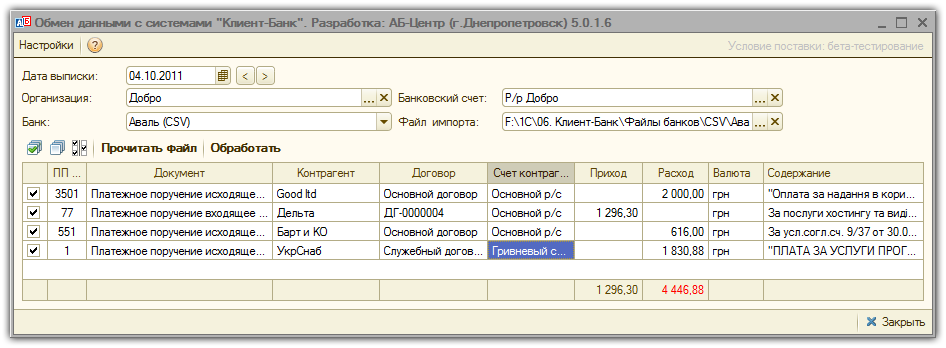 АБ Обмен данными с системами "Клиент-Банк". Разработка: АБ-Центр (г.Днепропетровск) 5.0.1.6
Настройки ? Условие поставки: бета-тестирование
Дата выписки: 04.10.2011 < >
Организация: Добро ... Банковский счет: Р/р Добро ...
Банк: Аваль (CSV) Файл импорта: F:\1С\06. Клиент-Банк\Файлы банков\CSV\Ава ...
Прочитать файл Обработать
ПП ... Документ Контрагент Договор Счет контраг... Приход Расход Валюта Содержание
3501 Платежное поручение исходяще... Good ltd Основной договор Основной р/с 2 000,00 грн "Оплата за надання в кори...
77 Платежное поручение входящее ... Дельта ДГ-0000004 Основной р/с 1 296,30 грн За послуги хостингу та виді...
551 Платежное поручение исходяще... Барт и КО Основной договор Основной р/с 616,00 грн За усл.согл.сч. 9/37 от 30.0...
1 Платежное поручение исходяще... УкрСнаб Служебный догов... Гривневый с... 1 830,88 грн "ПЛАТА ЗА УСЛУГИ ПРОГ...
1 296,30 4 446,88
Закрыть